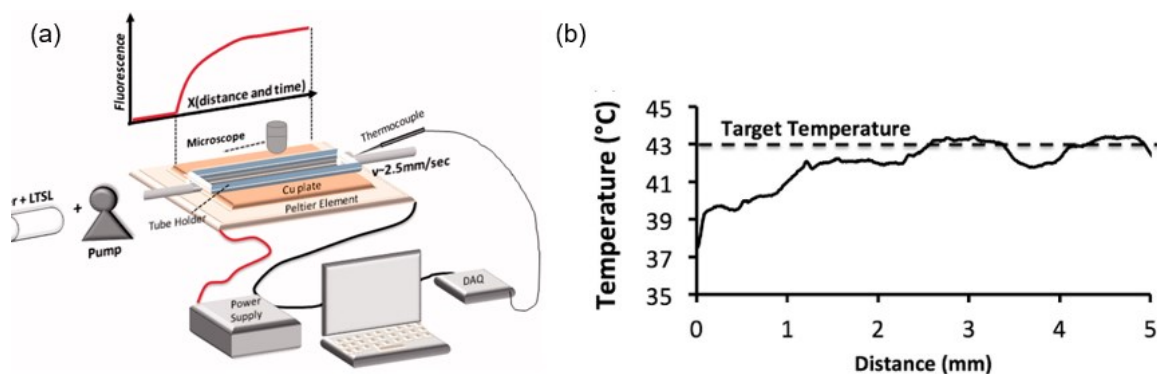 (a)
Fluorescence
X(distance and time)
Microscope
Thermocouple
v~2.5mm/sec
Cu plate
Peltier Element
r + LTSL
+
Tube Holder
Pump
DAQ
Power
Supply
(b)
Temperature (°C)
45
43
41
39
37
35
Target Temperature
0 1 2 3 4 5
Distance (mm)